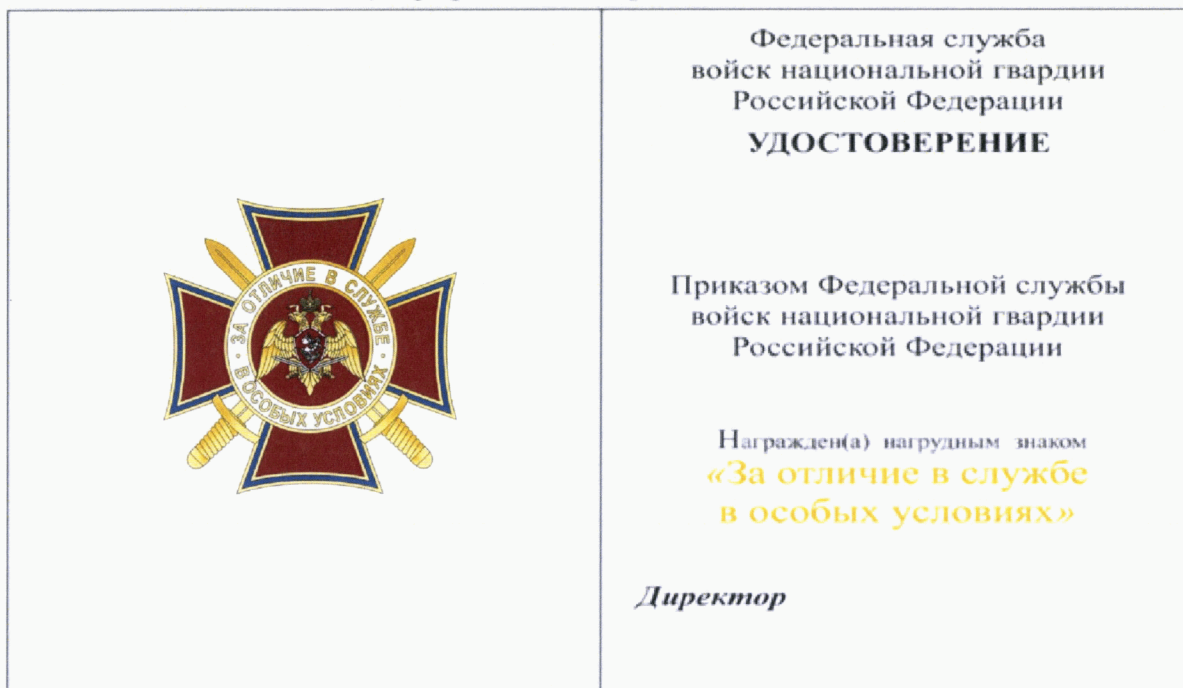 ЗА ОТЛИЧИЕ В СЛУЖБЕ
В ОСОБЫХ УСЛОВИЯХ
Федеральная служба
войск национальной гвардии
Российской Федерации
УДОСТОВЕРЕНИЕ
Приказом Федеральной службы
войск национальной гвардии
Российской Федерации
Награжден(а) нагрудным знаком
«За отличие в службе
в особых условиях»
Директор